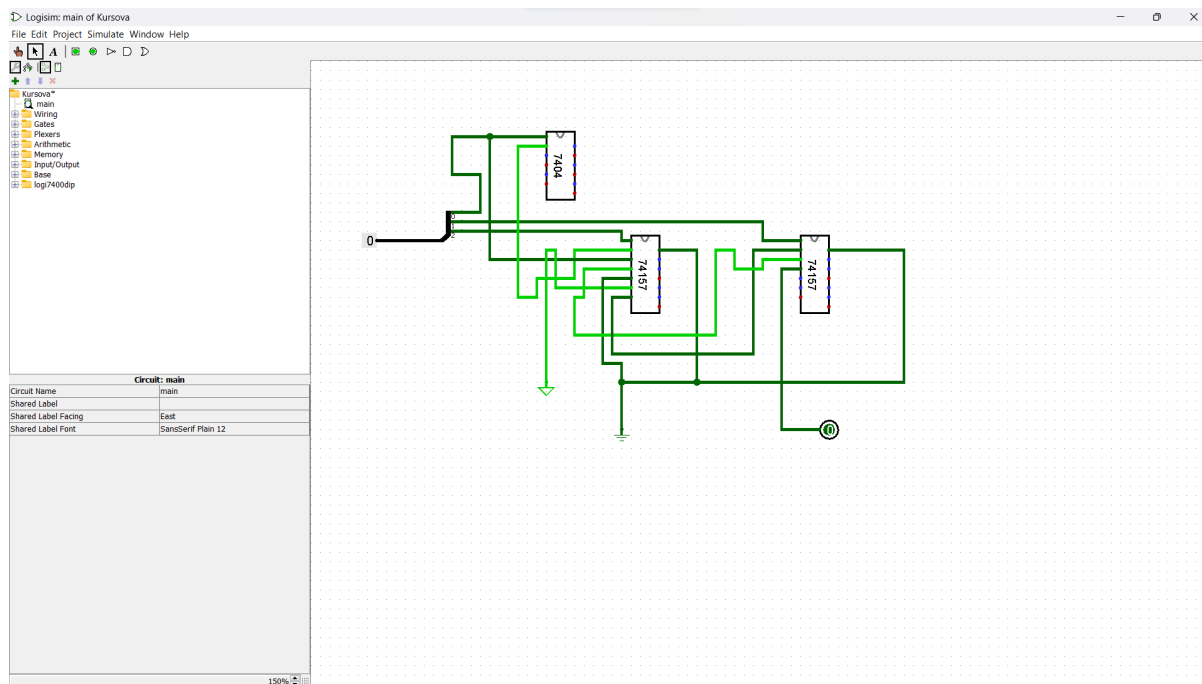 Logisim: main of Kursova
File Edit Project Simulate Window Help
A
Kursova*
main
Wiring
Gates
Plexers
Arithmetic
Memory
Input/Output
Base
logi7400dip
Circuit: main
Circuit Name main
Shared Label
Shared Label Facing East
Shared Label Font SansSerif Plain 12
150%
7404
0
1
2
0
74157
74157
0